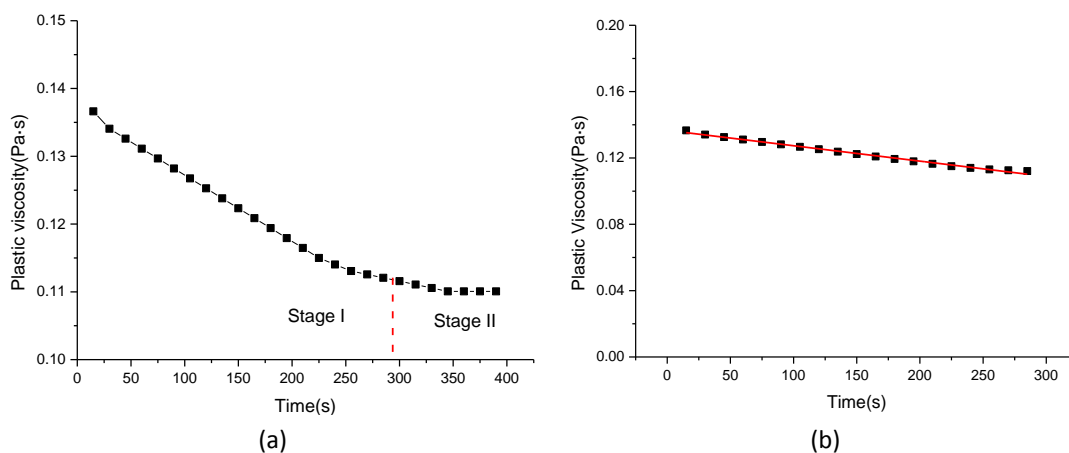 0.15
0.14
0.13
0.12
0.11
0.10
Plastic viscosity(Pa·s)
Stage I
Stage II
0 50 100 150 200 250 300 350 400
Time(s)
(a)
0.20
0.16
0.12
0.08
0.04
0.00
Plastic Viscosity(Pa·s)
0 50 100 150 200 250 300
Time(s)
(b)